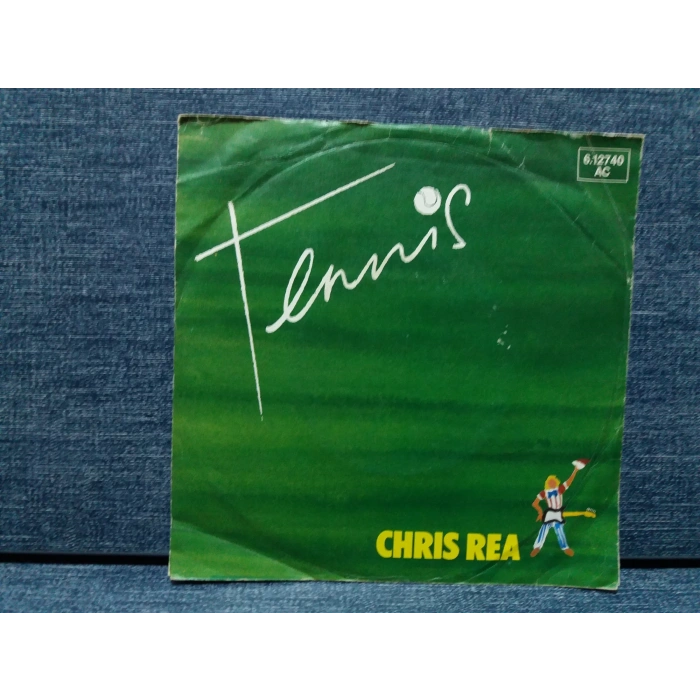 6.12740
AC
Tennis
CHRIS REA